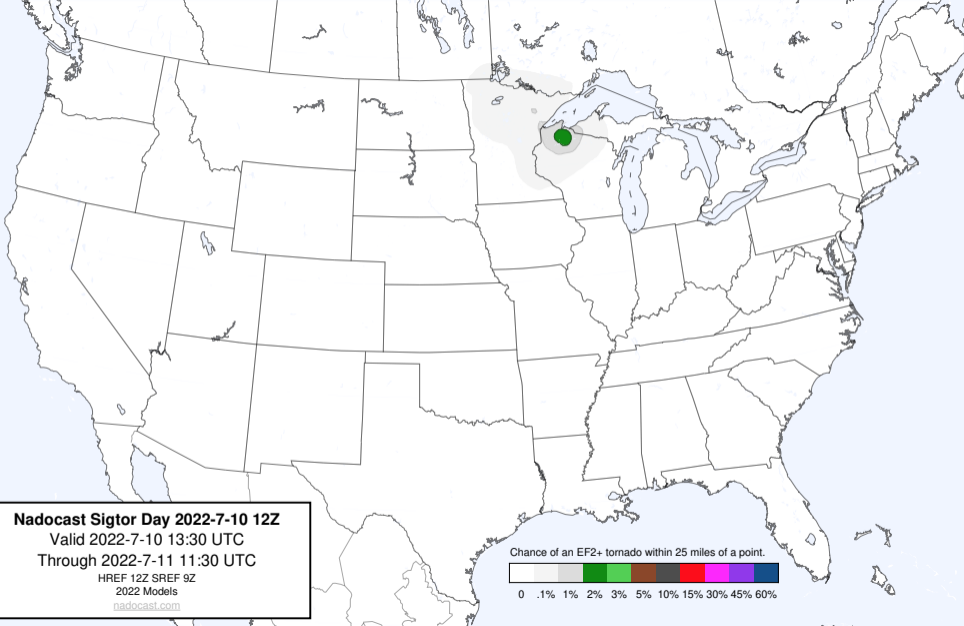 Nadocast Sigtor Day 2022-7-10 12Z
Valid 2022-7-10 13:30 UTC
Through 2022-7-11 11:30 UTC
HREF 12Z SREF 9Z
2022 Models
nadocast.com
Chance of an EF2+ tornado within 25 miles of a point.
0 .1% 1% 2% 3% 5% 10% 15% 30% 45% 60%